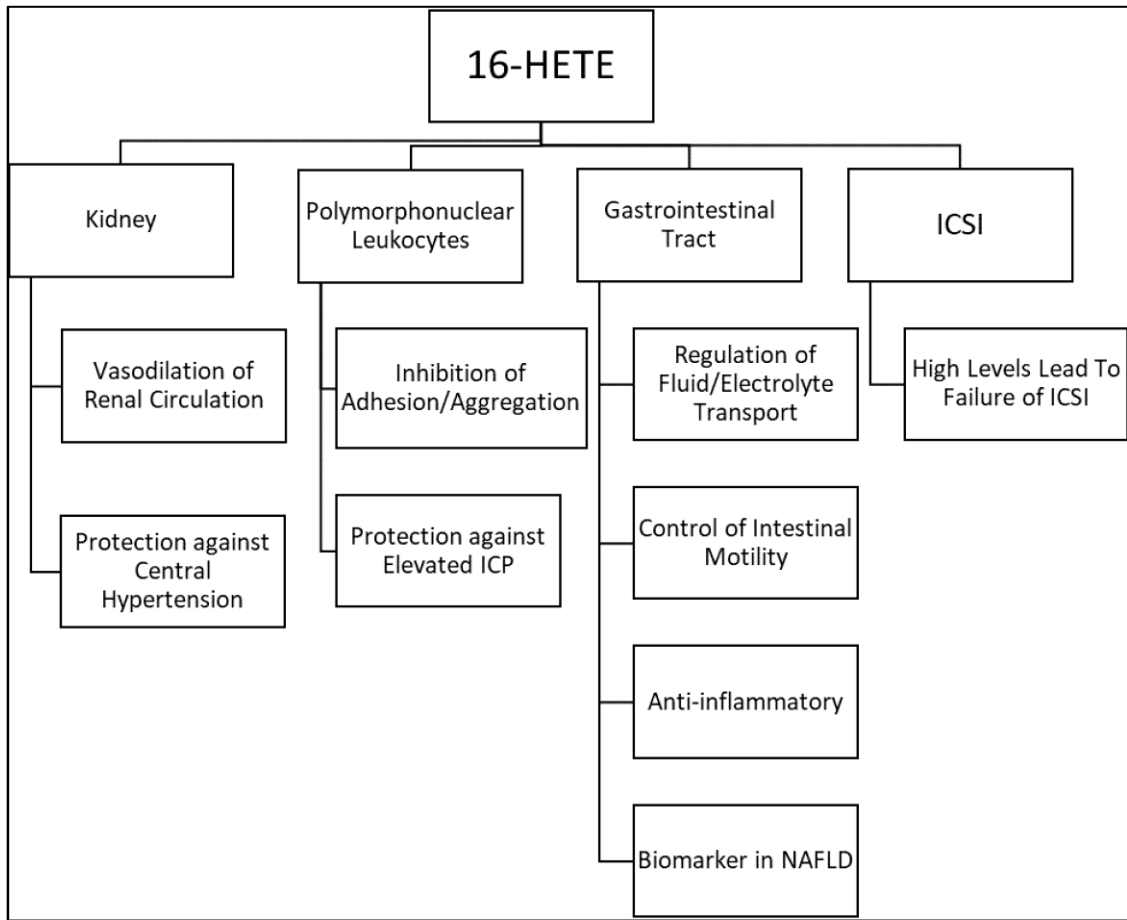 16-HETE
Kidney
Vasodilation of
Renal Circulation
Protection against
Central
Hypertension
Polymorphonuclear
Leukocytes
Inhibition of
Adhesion/Aggregation
Protection against
Elevated ICP
Gastrointestinal
Tract
Regulation of
Fluid/Electrolyte
Transport
Control of Intestinal
Motility
Anti-inflammatory
Biomarker in NAFLD
ICSI
High Levels Lead To
Failure of ICSI